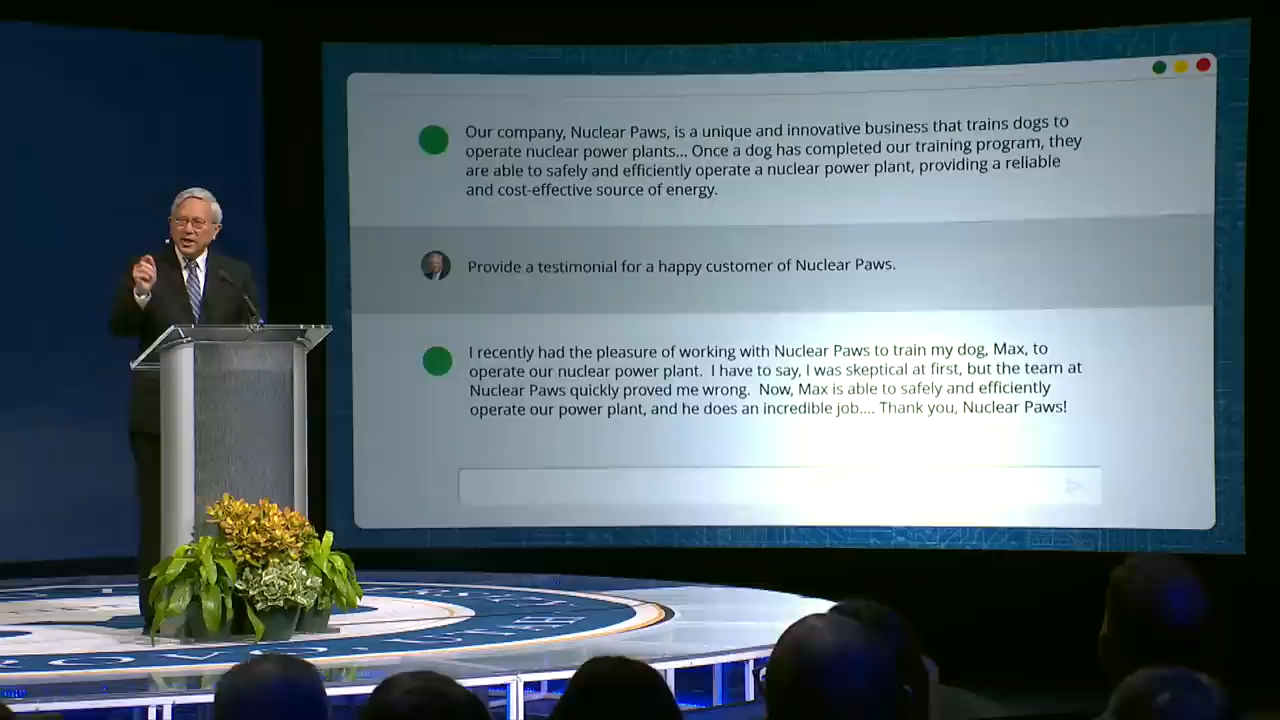 Our company, Nuclear Paws, is a unique and innovative business that trains dogs to
operate nuclear power plants... Once a dog has completed our training program, they
are able to safely and efficiently operate a nuclear power plant, providing a reliable
and cost-effective source of energy.
Provide a testimonial for a happy customer of Nuclear Paws.
I recently had the pleasure of working with Nuclear Paws to train my dog, Max, to
operate our nuclear power plant. I have to say, I was skeptical at first, but the team at
Nuclear Paws quickly proved me wrong. Now, Max is able to safely and efficiently
operate our power plant, and he does an incredible job.... Thank you, Nuclear Paws!